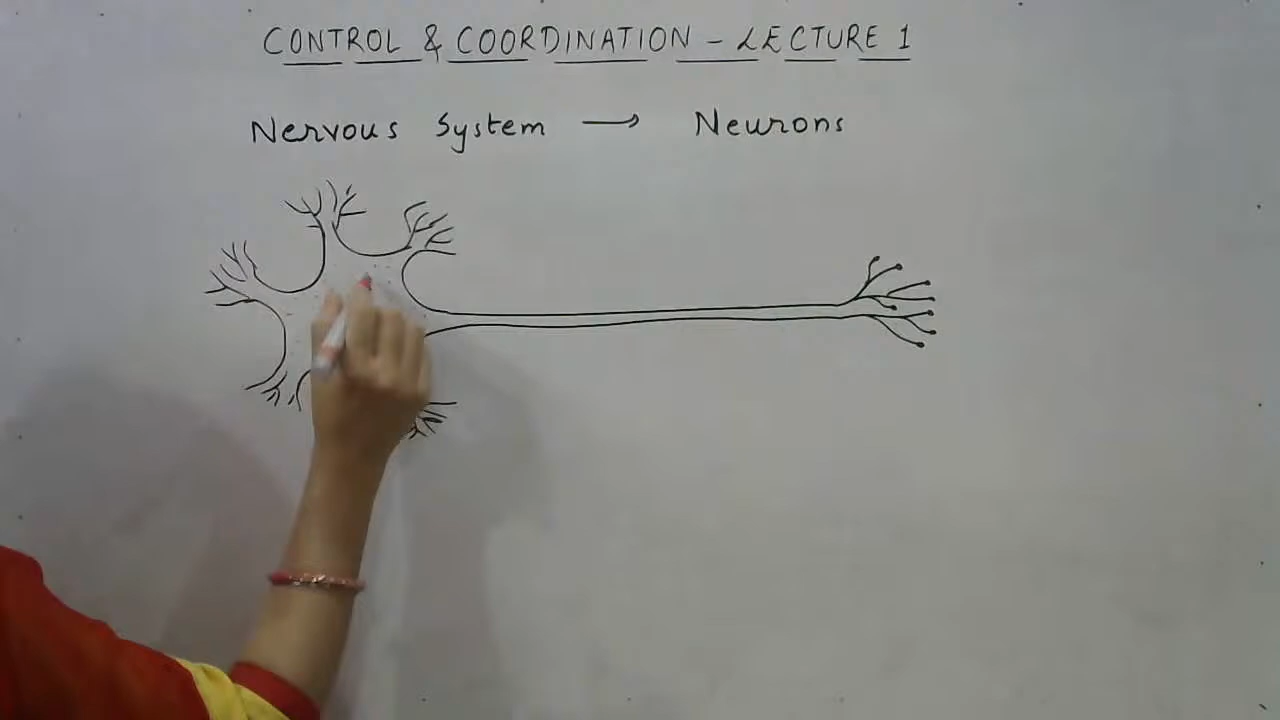 CONTROL & COORDINATION - LECTURE 1
Nervous System → Neurons